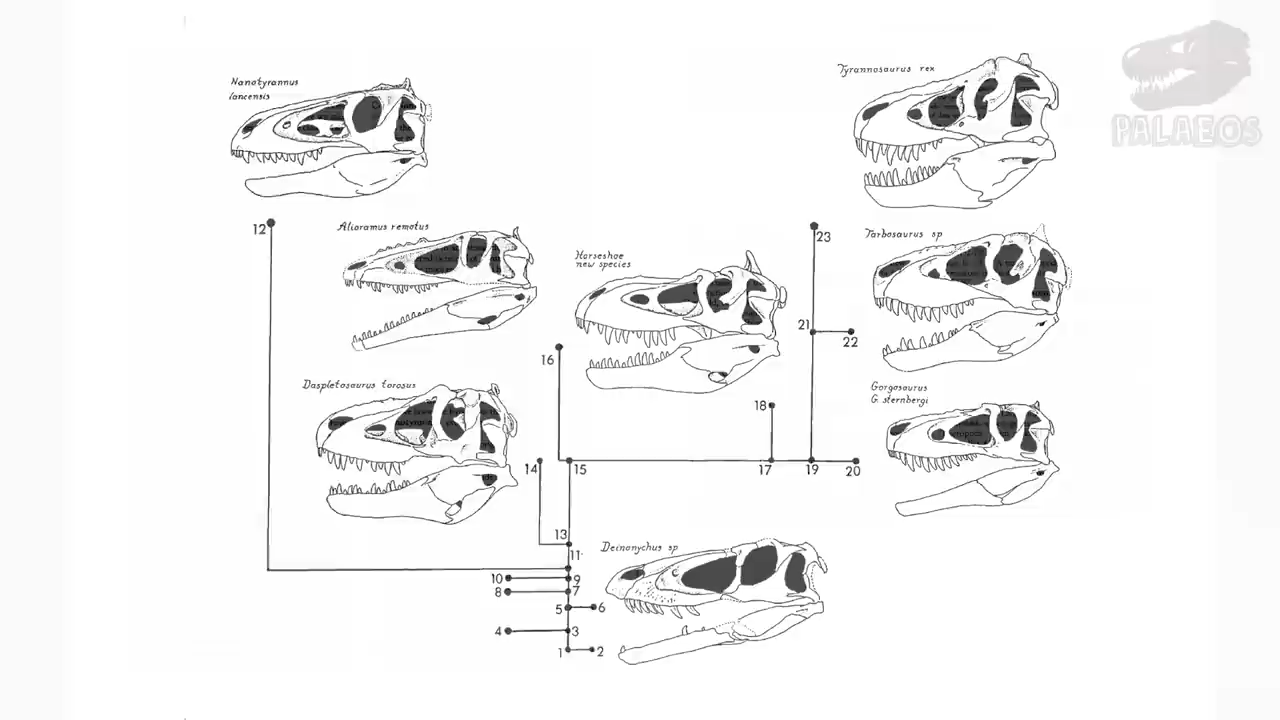 Nanotyrannus
lancensis
Tyrannosaurus rex
PALAEOS
12
Alioramus remotus
Horseshoe
new species
23
Tarbosaurus sp
21
22
16
Daspletosaurus torosus
Gorgosaurus
G. sternbergi
18
14
15
17
19
20
13
11
Deinonychus sp
10
9
8
7
5
6
4
3
1
2